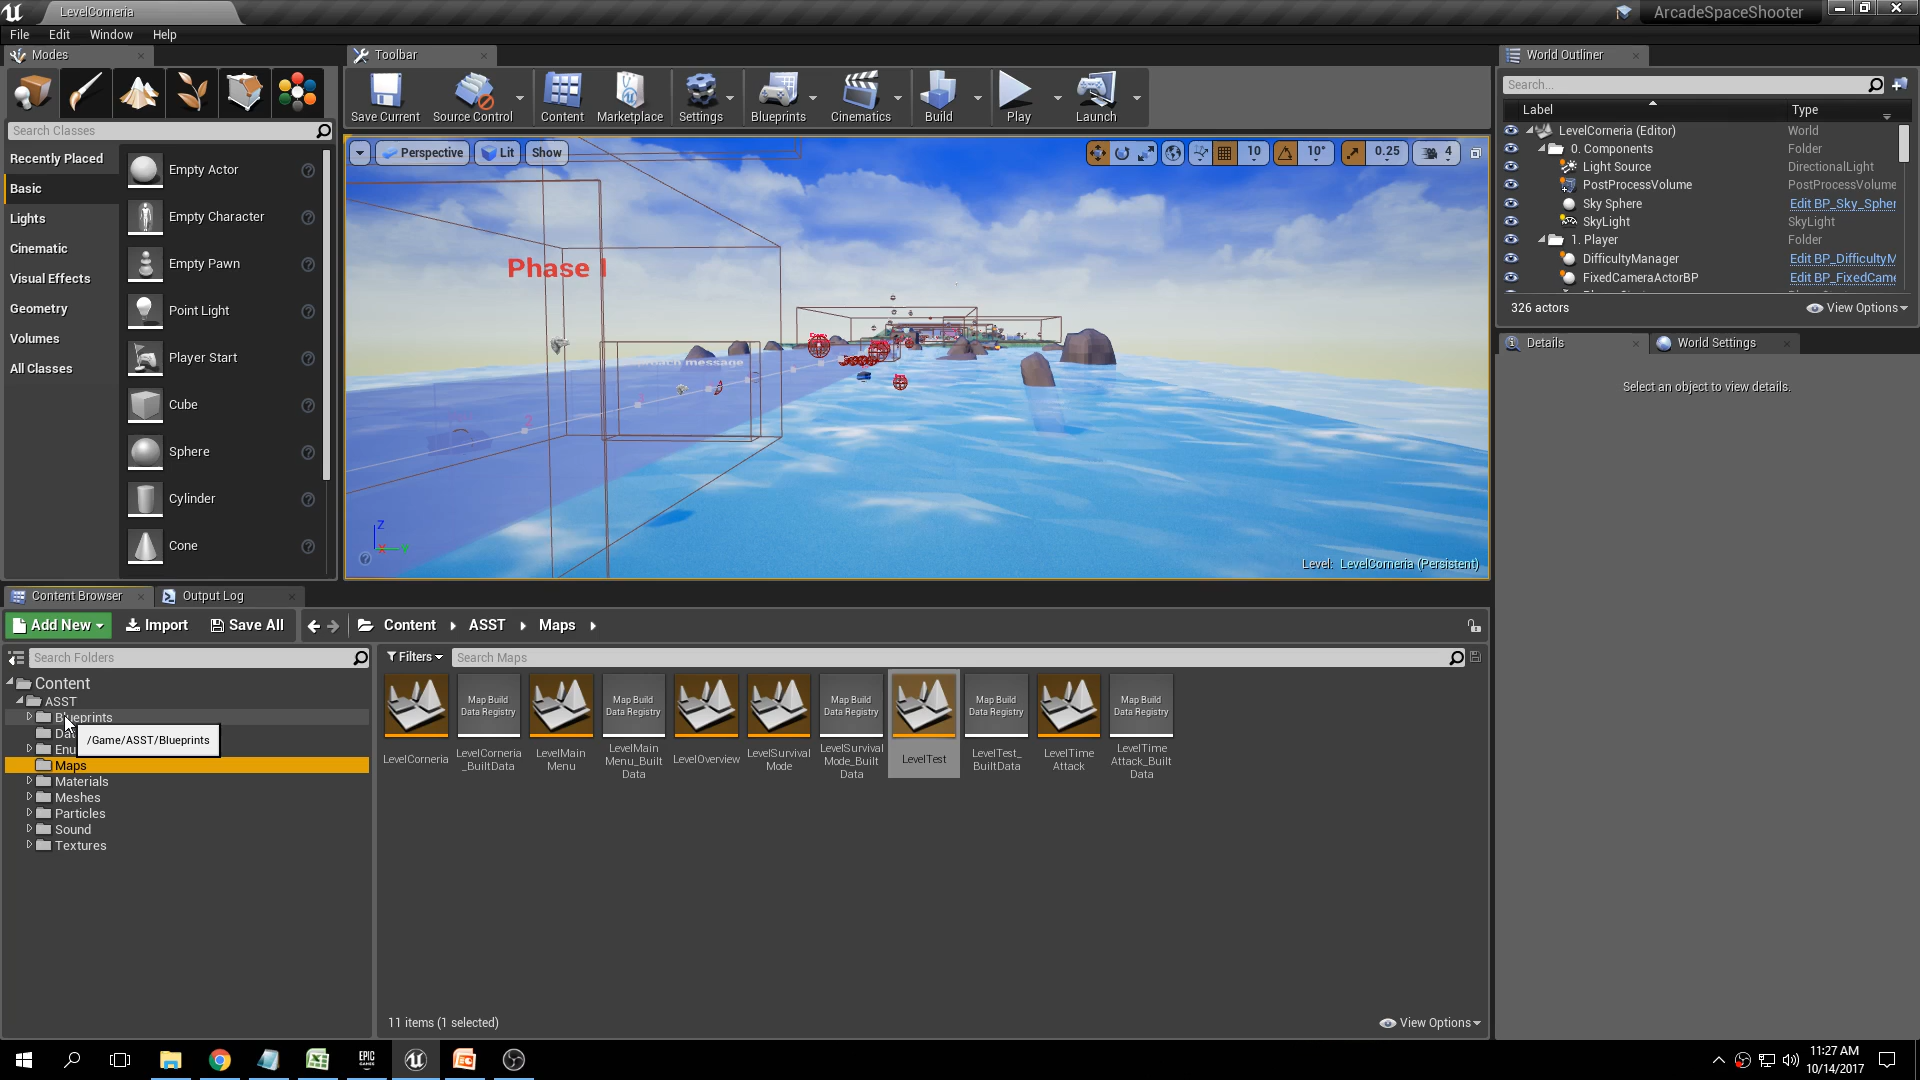 LevelCorneria
ArcadeSpaceShooter
File Edit Window Help
Modes
Toolbar
World Outliner
Save Current
Source Control
Content
Marketplace
Settings
Blueprints
Cinematics
Build
Play
Launch
Search Classes
Recently Placed
Basic
Lights
Cinematic
Visual Effects
Geometry
Volumes
All Classes
Empty Actor
Empty Character
Empty Pawn
Point Light
Player Start
Cube
Sphere
Cylinder
Cone
Perspective
Lit
Show
10
10°
0.25
4
Phase 1
message
Z
X
Y
Level: LevelCorneria (Persistent)
Search...
Label Type
LevelCorneria (Editor) World
0. Components Folder
Light Source DirectionalLight
PostProcessVolume PostProcessVolume
Sky Sphere Edit BP_Sky_Spher
SkyLight SkyLight
1. Player Folder
DifficultyManager Edit BP_DifficultyM
FixedCameraActorBP Edit BP_FixedCame
326 actors
View Options
Details
World Settings
Select an object to view details.
Content Browser
Output Log
Add New
Import
Save All
Content
ASST
Maps
Search Folders
Filters
Search Maps
Content
ASST
Blueprints
/Game/ASST/Blueprints
Maps
Materials
Meshes
Particles
Sound
Textures
Map Build
Data Registry
Map Build
Data Registry
Map Build
Data Registry
Map Build
Data Registry
Map Build
Data Registry
LevelCorneria
LevelCorneria
_BuiltData
LevelMain
Menu
LevelMain
Menu_Built
Data
LevelOverview
LevelSurvival
Mode
LevelSurvival
Mode_Built
Data
LevelTest
LevelTest_
BuiltData
LevelTime
Attack
LevelTime
Attack_Built
Data
11 items (1 selected)
View Options
EPIC
GAMES
11:27 AM
10/14/2017